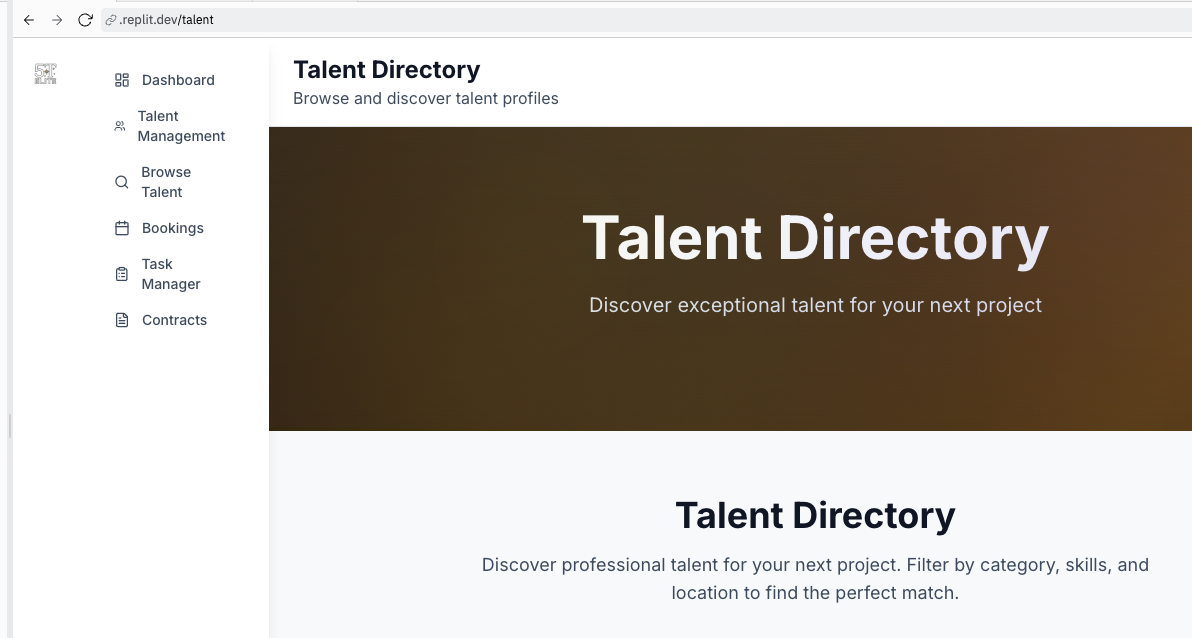 .replit.dev/talent
Dashboard
Talent
Management
Browse
Talent
Bookings
Task
Manager
Contracts
Talent Directory
Browse and discover talent profiles
Talent Directory
Discover exceptional talent for your next project
Talent Directory
Discover professional talent for your next project. Filter by category, skills, and
location to find the perfect match.